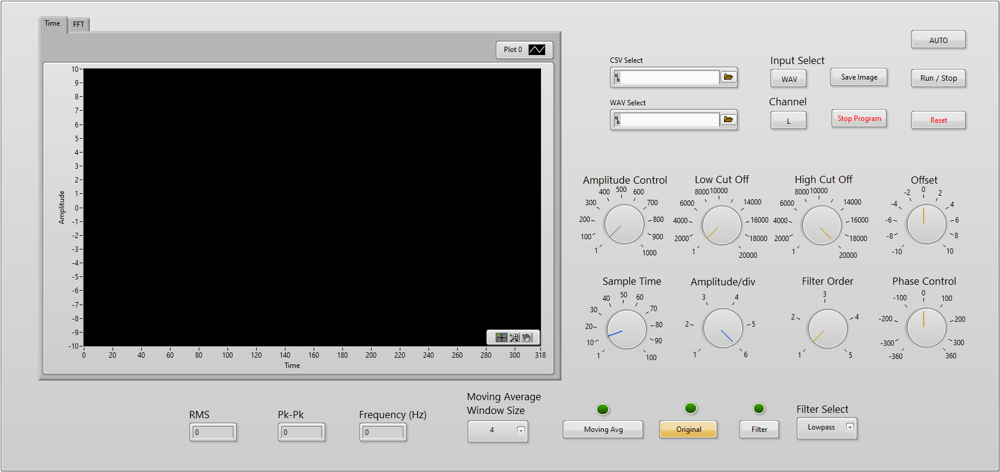 Time FFT
Plot 0
10
9
8
7
6
5
4
3
2
1
0
-1
-2
-3
-4
-5
-6
-7
-8
-9
-10
Amplitude
0 20 40 60 80 100 120 140 160 180 200 220 240 260 280 300 318
Time
AUTO
CSV Select
Input Select
WAV
Save Image
Run / Stop
WAV Select
Channel
L
Stop Program
Reset
Amplitude Control
1 100 200 300 400 500 600 700 800 900 1000
Low Cut Off
1 2000 4000 6000 8000 10000 14000 16000 18000 20000
High Cut Off
1 2000 4000 6000 8000 10000 14000 16000 18000 20000
Offset
-10 -8 -6 -4 -2 0 2 4 6 8 10
Sample Time
1 10 20 30 40 50 60 70 80 90 100
Amplitude/div
1 2 3 4 5 6
Filter Order
1 2 3 4 5
Phase Control
-360 -300 -200 -100 0 100 200 300 360
RMS
0
Pk-Pk
0
Frequency (Hz)
0
Moving Average
Window Size
4
Moving Avg
Original
Filter
Filter Select
Lowpass